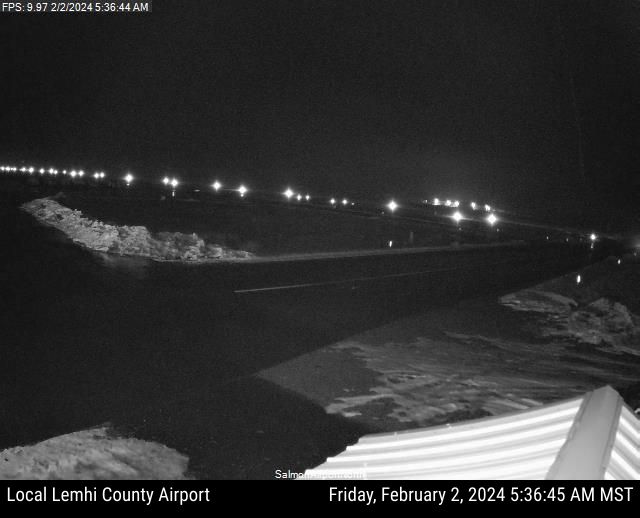 FPS: 9.97 2/2/2024 5:36:44 AM
Local Lemhi County Airport
Friday, February 2, 2024 5:36:45 AM MST